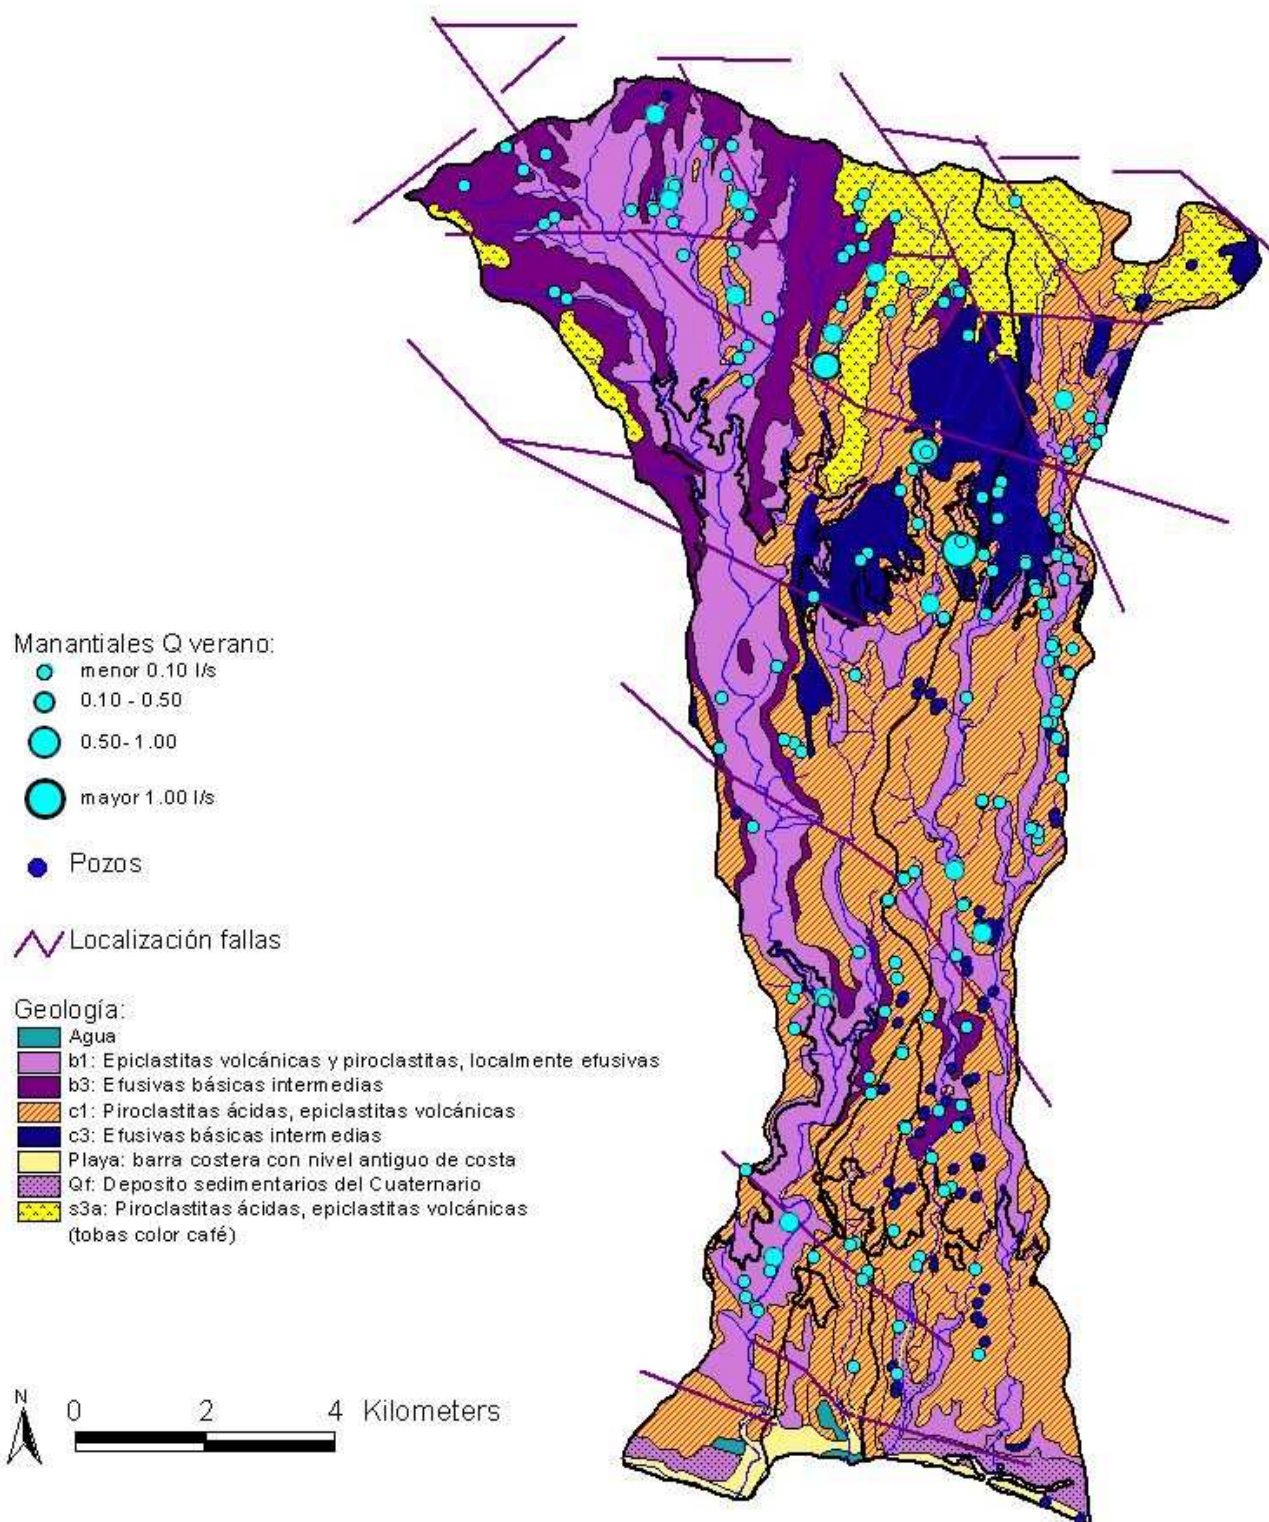 Manantiales Q verano:
menor 0.10 l/s
0.10 - 0.50
0.50- 1.00
mayor 1.00 l/s
Pozos
Localización fallas
Geología:
Agua
b1: Epiclastitas volcánicas y piroclastitas, localmente efusivas
b3: Efusivas básicas intermedias
c1: Piroclastitas ácidas, epiclastitas volcánicas
c3: Efusivas básicas intermedias
Playa: barra costera con nivel antiguo de costa
Qf: Deposito sedimentarios del Cuaternario
s3a: Piroclastitas ácidas, epiclastitas volcánicas
(tobas color café)
N
0 2 4 Kilometers